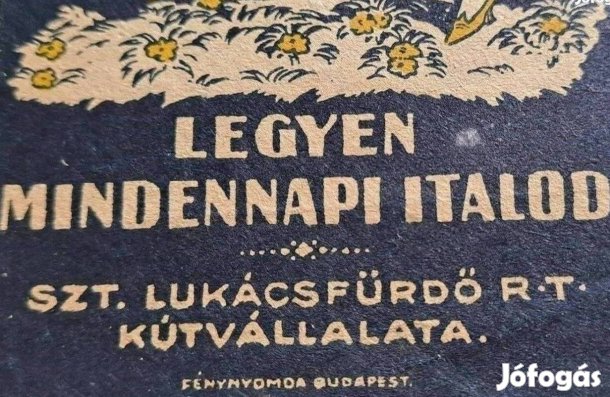 LEGYEN
MINDENNAPI ITALOD
SZT. LUKÁCSFÜRDŐ R·T·
KÚTVÁLLALATA.
FÉNYNYOMDA BUDAPEST.
Jófogás